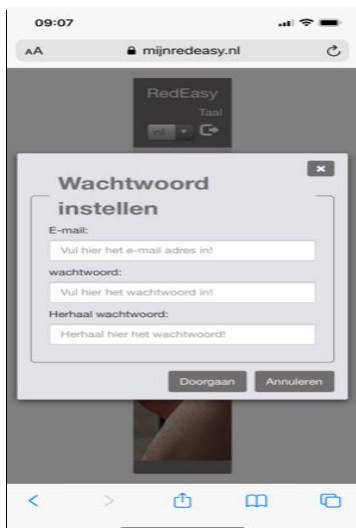 09:07
AA
mijnredeasy.nl
RedEasy
Taal
nl
×
Wachtwoord
instellen
E-mail:
Vul hier het e-mail adres in!
wachtwoord:
Vul hier het wachtwoord in!
Herhaal wachtwoord:
Herhaal hier het wachtwoord!
Doorgaan Annuleren